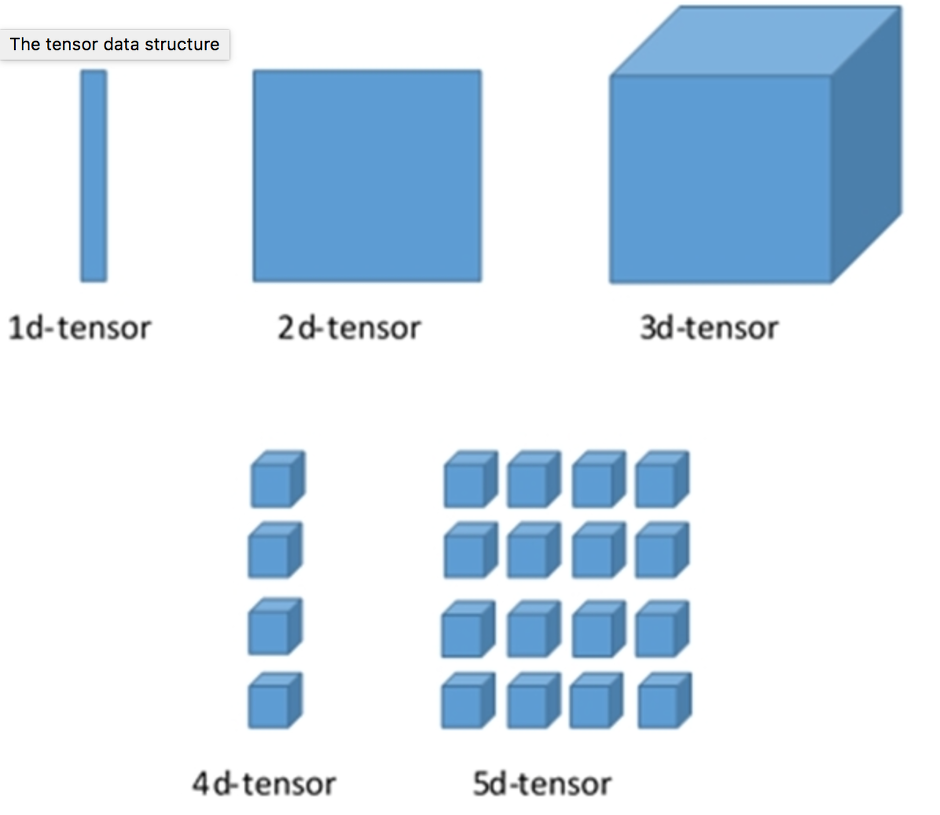 The tensor data structure
1d-tensor
2d-tensor
3d-tensor
4d-tensor
5d-tensor